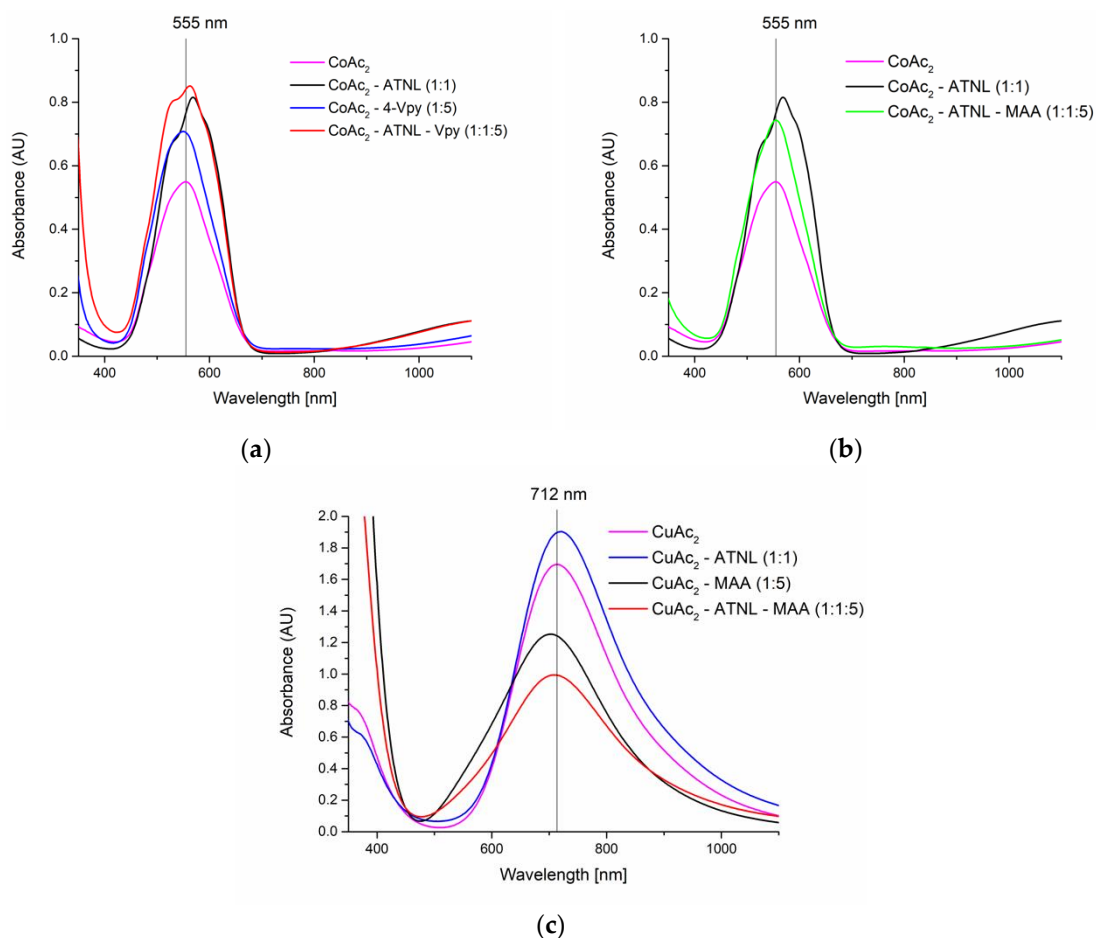 555 nm
CoAc₂
CoAc₂ - ATNL (1:1)
CoAc₂ - 4-Vpy (1:5)
CoAc₂ - ATNL - Vpy (1:1:5)
1.0
0.8
0.6
0.4
0.2
0.0
Absorbance (AU)
400 600 800 1000
Wavelength [nm]
(a)
555 nm
CoAc₂
CoAc₂ - ATNL (1:1)
CoAc₂ - ATNL - MAA (1:1:5)
1.0
0.8
0.6
0.4
0.2
0.0
Absorbance (AU)
400 600 800 1000
Wavelength [nm]
(b)
712 nm
CuAc₂
CuAc₂ - ATNL (1:1)
CuAc₂ - MAA (1:5)
CuAc₂ - ATNL - MAA (1:1:5)
2.0
1.8
1.6
1.4
1.2
1.0
0.8
0.6
0.4
0.2
0.0
Absorbance (AU)
400 600 800 1000
Wavelength [nm]
(c)